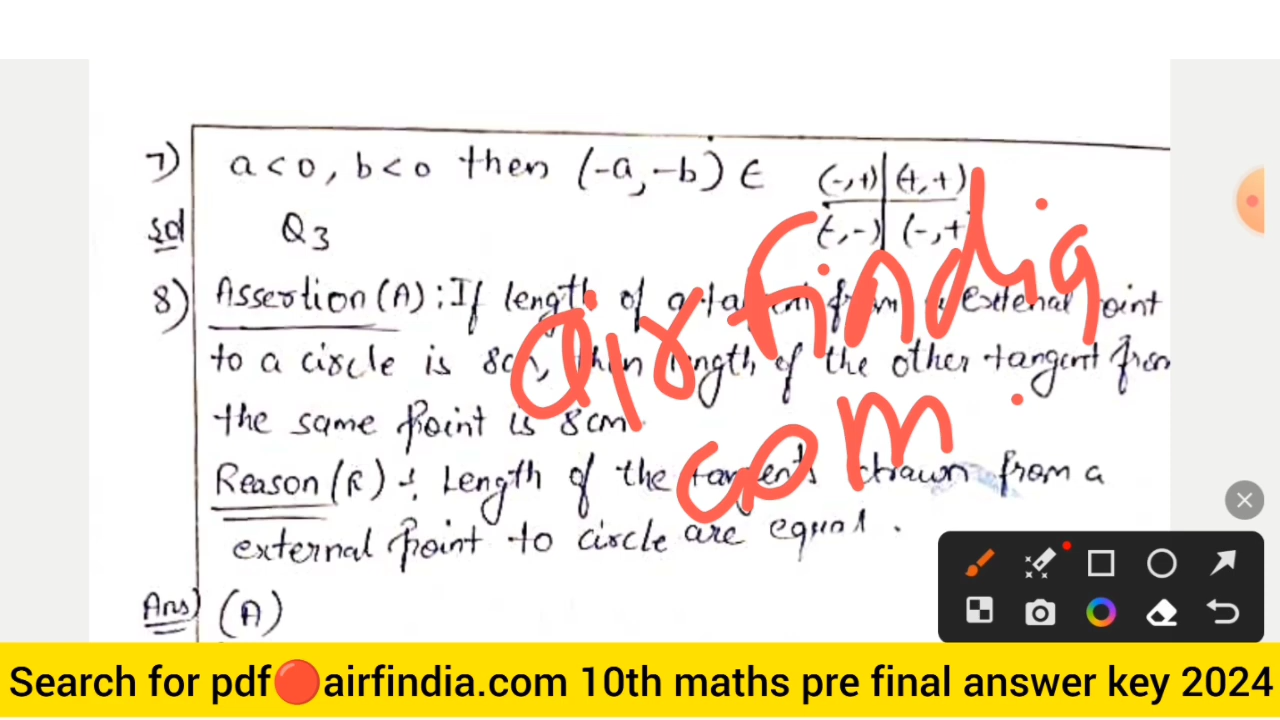 7) a<0, b<0 then (-a, -b) ∈ (-,+) (+,+)
Sol Q3 (-,-) (-,+
8) Assertion (A) : If length of a tangent from extenal point
to a circle is 8cm, then length of the other tangent from
the same point is 8cm.
Reason (R) : Length of the tangents drawn from a
external point to circle are equal.
Ans) (A)
airfindia
com
Search for pdf🔴airfindia.com 10th maths pre final answer key 2024